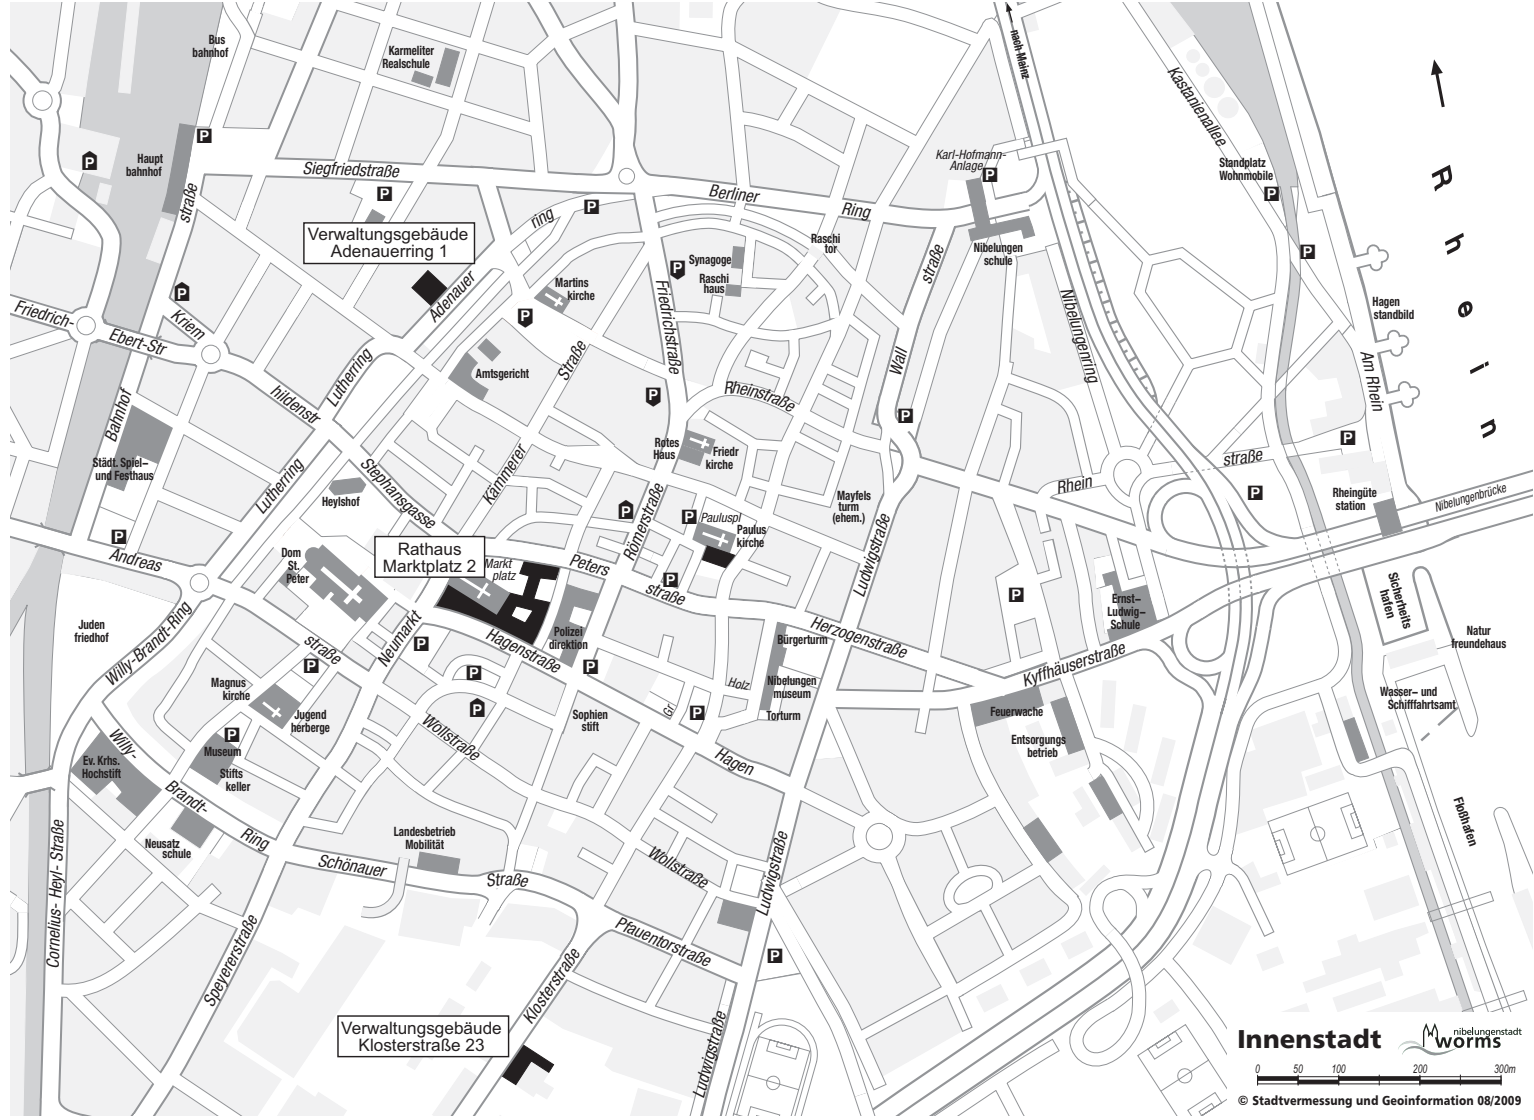 Bus
bahnhof
Karmeliter
Realschule
nach Mainz
Kastanienallee
Rhein
Haupt
bahnhof
P
P
Siegfriedstraße
P
Berliner
Ring
Karl-Hofmann-
Anlage
P
Standplatz
Wohnmobile
P
straße
Verwaltungsgebäude
Adenauerring 1
ring
P
Raschi
tor
Nibelungen
schule
P
Synagoge
Raschi
haus
P
straße
Martins
kirche
Friedrichstraße
P
Friedrich-
Ebert-Str
P
Kriem
hildenstr
Adenauer
Lutherring
Amtsgericht
Straße
Wall
Nibelungenring
Hagen
standbild
Am Rhein
Rheinstraße
P
P
Bahnhof
Städt. Spiel–
und Festhaus
Lutherring
Heylshof
Stephansgasse
Kämmerer
Rotes
Haus
Friedr
kirche
P
straße
Rhein
P
Rheingüte
station
Nibelungenbrücke
Mayfels
turm
(ehem.)
P
Römerstraße
P
Pauluspl
Paulus
kirche
Ludwigstraße
P
Andreas
Dom
St.
Peter
Rathaus
Marktplatz 2
Markt
platz
Peters
straße
P
P
Ernst–
Ludwig–
Schule
Sicherheits
hafen
Juden
friedhof
Willy-Brandt-Ring
straße
Neumarkt
P
Hagenstraße
Polizei
direktion
P
Bürgerturm
Herzogenstraße
Kyffhäuserstraße
Natur
freundehaus
Magnus
kirche
P
P
Holz
Nibelungen
museum
Wasser– und
Schifffahrtsamt
Jugend
herberge
P
Sophien
stift
Gr
P
Torturm
Feuerwache
Entsorgungs
betrieb
Wollstraße
Hagen
Willy-
Brandt-
Ring
Ev. Krhs.
Hochstift
P
Museum
Stifts
keller
Neusatz
schule
Floßhafen
Landesbetrieb
Mobilität
Schönauer
Straße
Wollstraße
Ludwigstraße
Cornelius- Heyl- Straße
Speyererstraße
Pfauentorstraße
P
Klosterstraße
Verwaltungsgebäude
Klosterstraße 23
Ludwigstraße
Innenstadt
nibelungenstadt
worms
0 50 100 200 300m
© Stadtvermessung und Geoinformation 08/2009